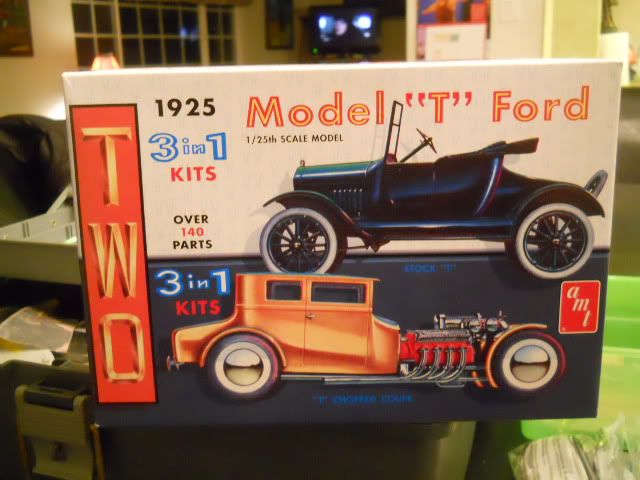 TWO
1925 Model "T" Ford
3 in 1
KITS
1/25th SCALE MODEL
OVER
140
PARTS
STOCK "T"
3 in 1
KITS
amt
"T" CHOPPED COUPE